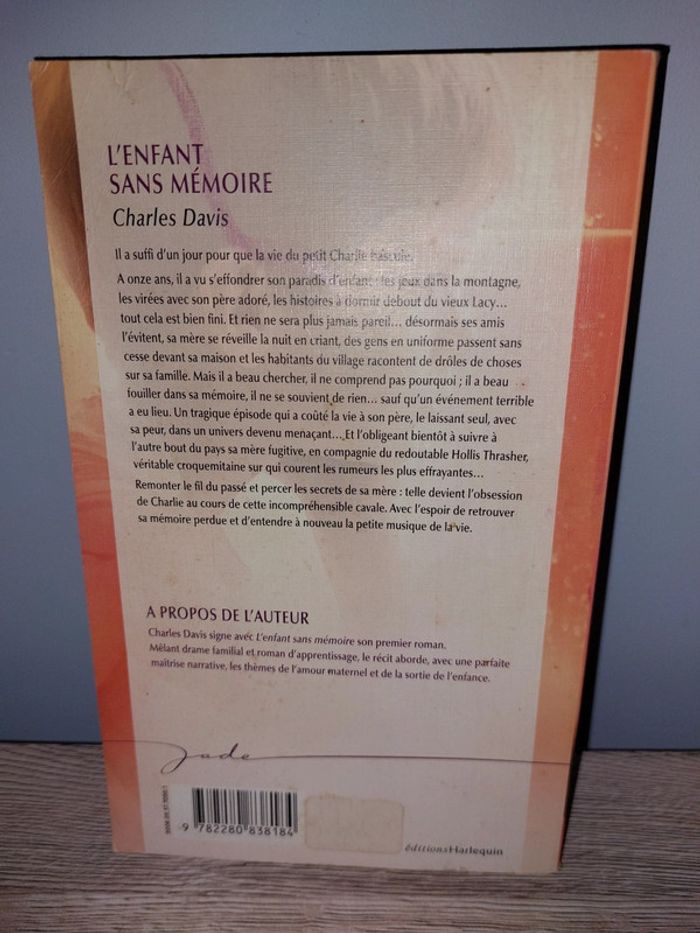 L'ENFANT
SANS MÉMOIRE
Charles Davis
Il a suffi d'un jour pour que la vie du petit Charlie bascule.
A onze ans, il a vu s'effondrer son paradis d'enfant : les jeux dans la montagne,
les virées avec son père adoré, les histoires à dormir debout du vieux Lacy...
tout cela est bien fini. Et rien ne sera plus jamais pareil... désormais ses amis
l'évitent, sa mère se réveille la nuit en criant, des gens en uniforme passent sans
cesse devant sa maison et les habitants du village racontent de drôles de choses
sur sa famille. Mais il a beau chercher, il ne comprend pas pourquoi ; il a beau
fouiller dans sa mémoire, il ne se souvient de rien... sauf qu'un événement terrible
a eu lieu. Un tragique épisode qui a coûté la vie à son père, le laissant seul, avec
sa peur, dans un univers devenu menaçant... Et l'obligeant bientôt à suivre à
l'autre bout du pays sa mère fugitive, en compagnie du redoutable Hollis Thrasher,
véritable croquemitaine sur qui courent les rumeurs les plus effrayantes...
Remonter le fil du passé et percer les secrets de sa mère : telle devient l'obsession
de Charlie au cours de cette incompréhensible cavale. Avec l'espoir de retrouver
sa mémoire perdue et d'entendre à nouveau la petite musique de la vie.
A PROPOS DE L'AUTEUR
Charles Davis signe avec L'enfant sans mémoire son premier roman.
Mêlant drame familial et roman d'apprentissage, le récit aborde, avec une parfaite
maîtrise narrative, les thèmes de l'amour maternel et de la sortie de l'enfance.
Jade
9 782280 838184
éditionsHarlequin